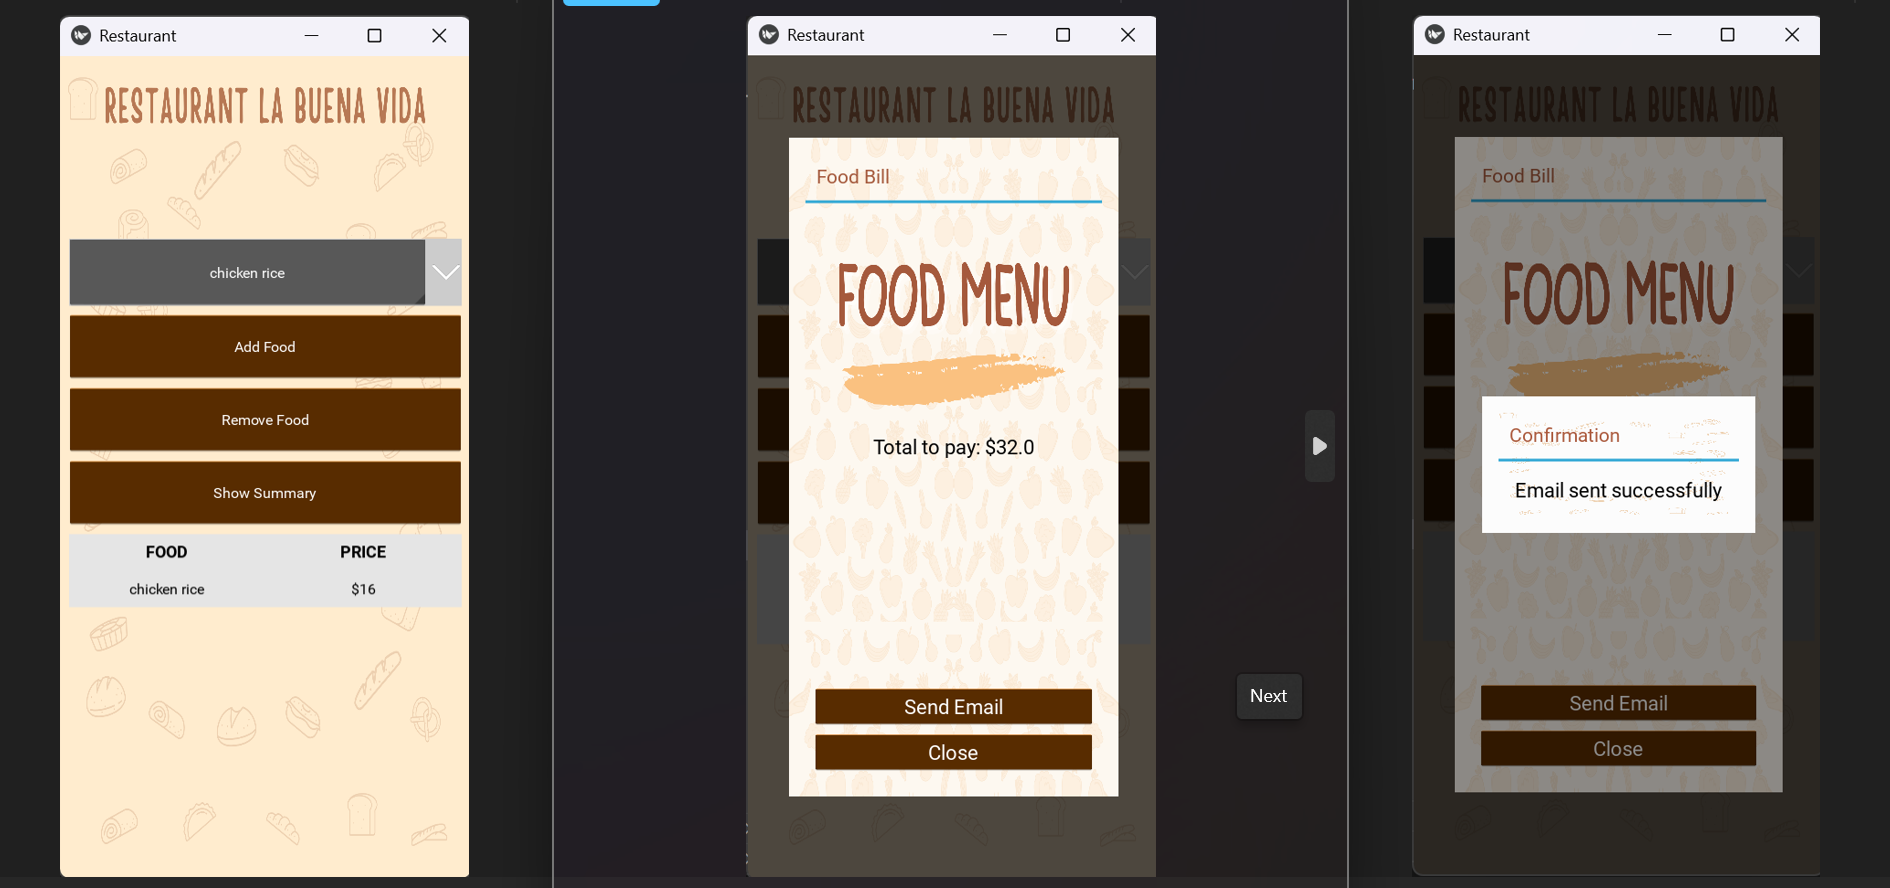 Restaurant
RESTAURANT LA BUENA VIDA
chicken rice
Add Food
Remove Food
Show Summary
FOOD PRICE
chicken rice $16
Restaurant
RESTAURANT LA BUENA VIDA
Food Bill
FOOD MENU
Total to pay: $32.0
Send Email
Close
Next
Restaurant
RESTAURANT LA BUENA VIDA
Food Bill
FOOD MENU
Confirmation
Email sent successfully
Send Email
Close